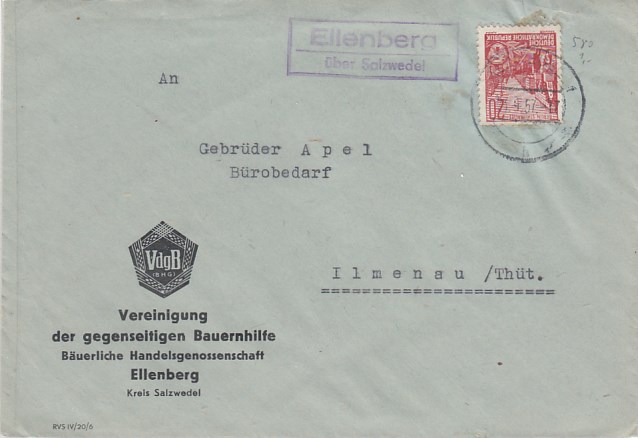 Ellenberg
über Salzwedel
An
Gebrüder Apel
Bürobedarf
Ilmenau /Thüt.
VdgB
(BHG)
Vereinigung
der gegenseitigen Bauernhilfe
Bäuerliche Handelsgenossenschaft
Ellenberg
Kreis Salzwedel
RVS IV/20/6
DEUTSCHE
DEMOKRATISCHE REPUBLIK
20